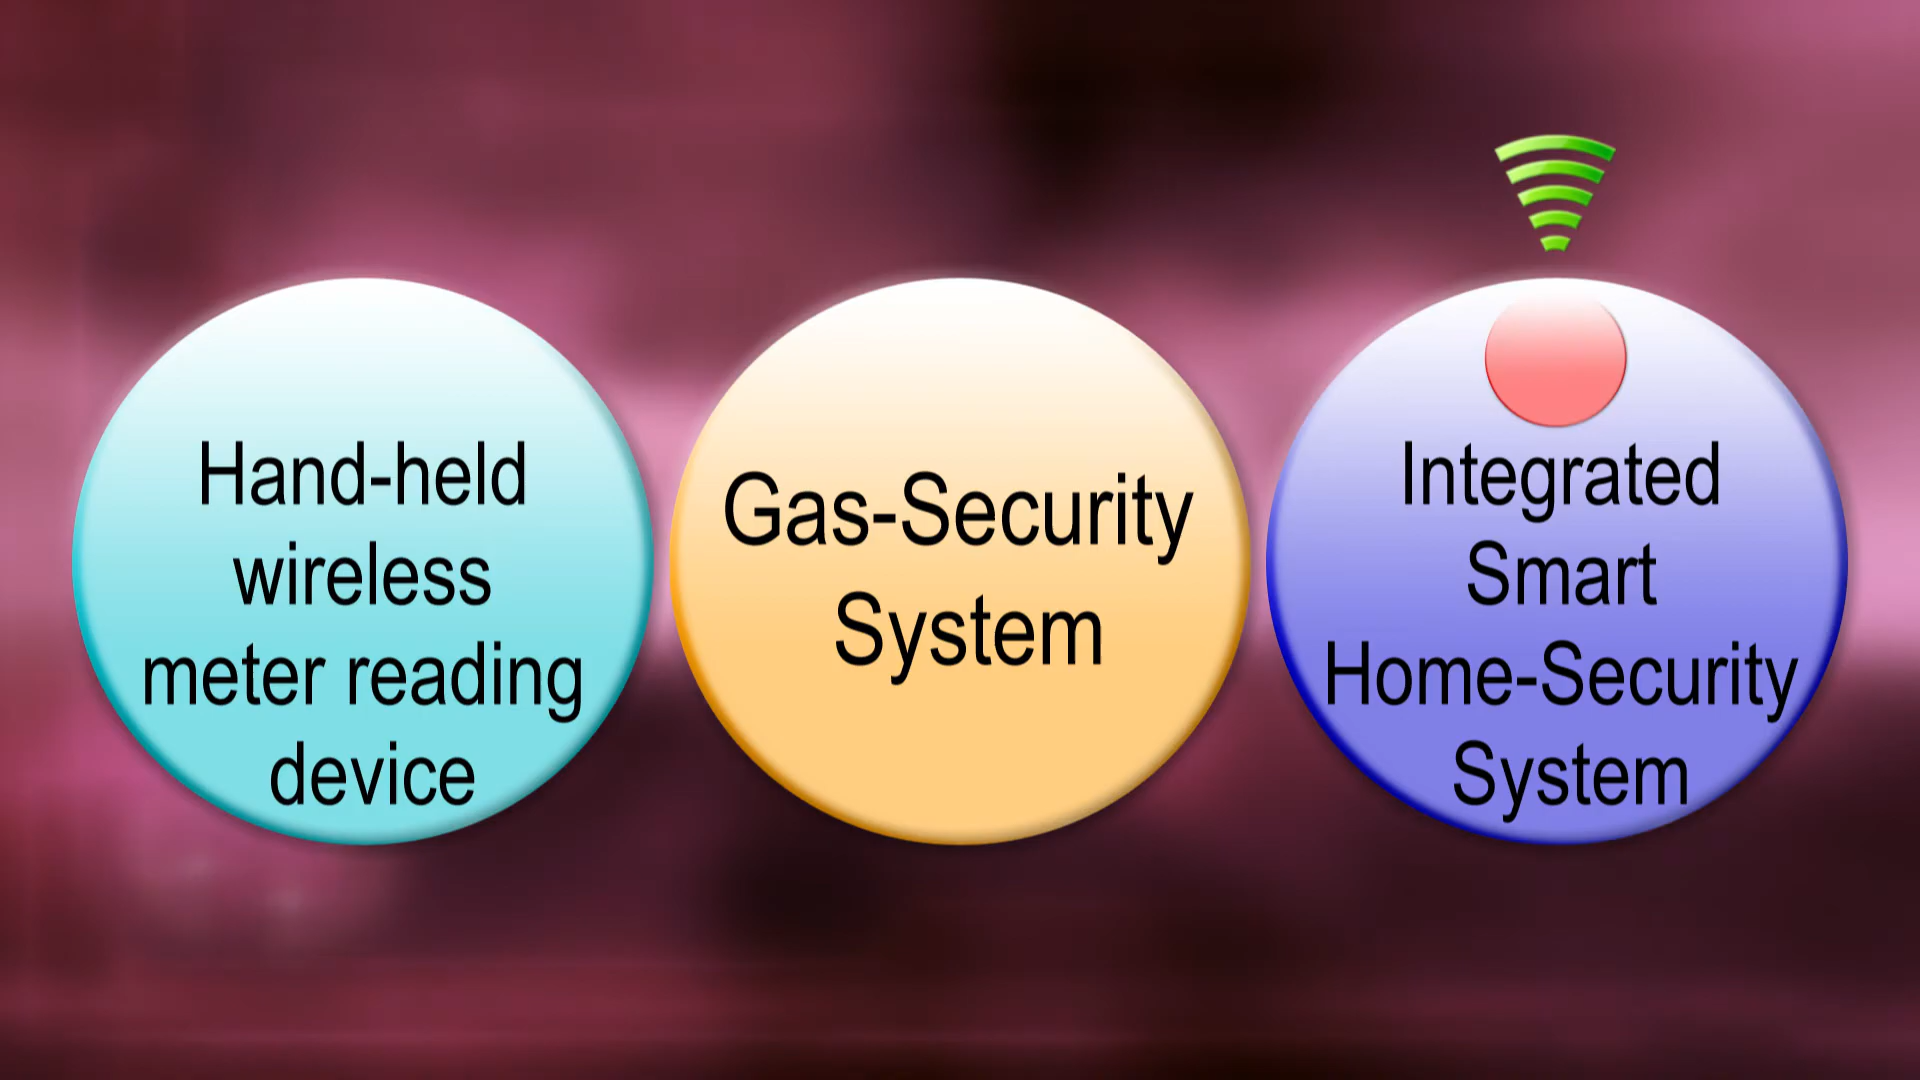 Hand-held
wireless
meter reading
device
Gas-Security
System
Integrated
Smart
Home-Security
System